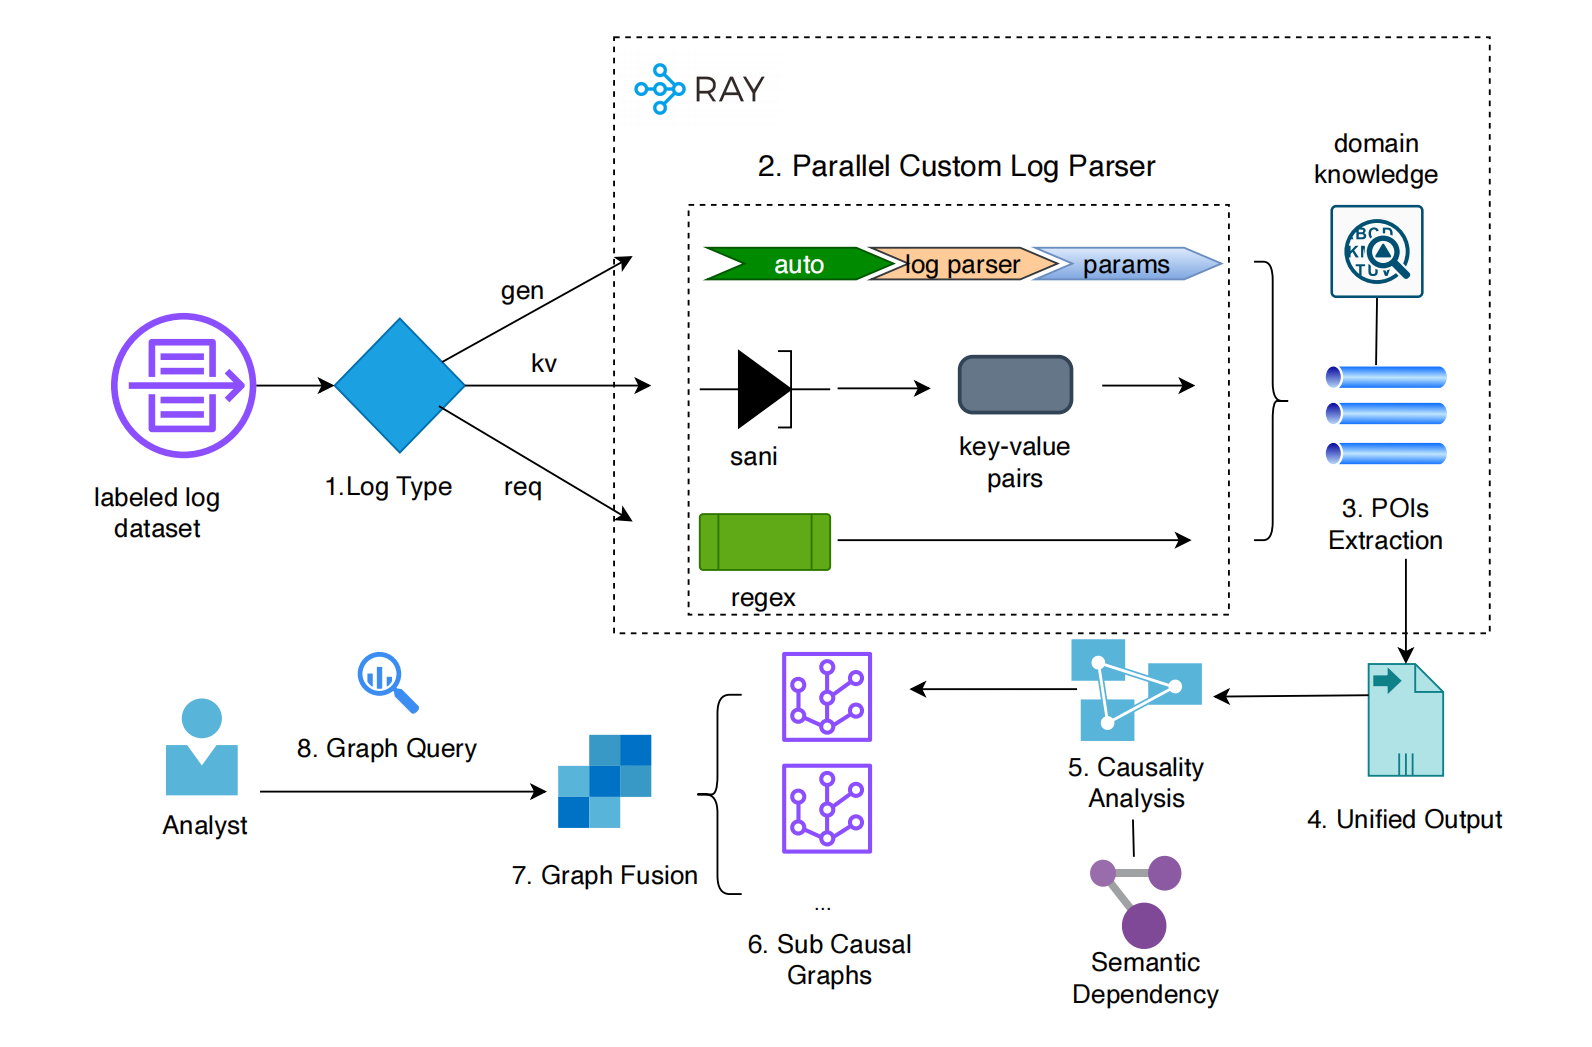 RAY
2. Parallel Custom Log Parser
domain
knowledge
auto
log parser
params
gen
kv
req
sani
key-value
pairs
regex
labeled log
dataset
1.Log Type
3. POIs
Extraction
8. Graph Query
Analyst
7. Graph Fusion
...
6. Sub Causal
Graphs
5. Causality
Analysis
4. Unified Output
Semantic
Dependency